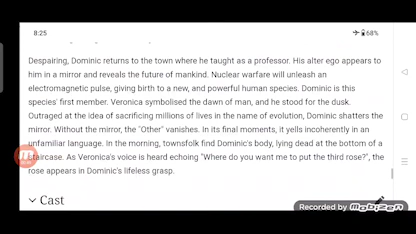 8:25
68%
Despairing, Dominic returns to the town where he taught as a professor. His alter ego appears to
him in a mirror and reveals the future of mankind. Nuclear warfare will unleash an
electromagnetic pulse, giving birth to a new, and powerful human species. Dominic is this
species' first member. Veronica symbolised the dawn of man, and he stood for the dusk.
Outraged at the idea of sacrificing millions of lives in the name of evolution, Dominic shatters the
mirror. Without the mirror, the "Other" vanishes. In its final moments, it yells incoherently in an
unfamiliar language. In the morning, townsfolk find Dominic's body, lying dead at the bottom of a
staircase. As Veronica's voice is heard echoing "Where do you want me to put the third rose?", the
rose appears in Dominic's lifeless grasp.
Cast
Recorded by Mobizen